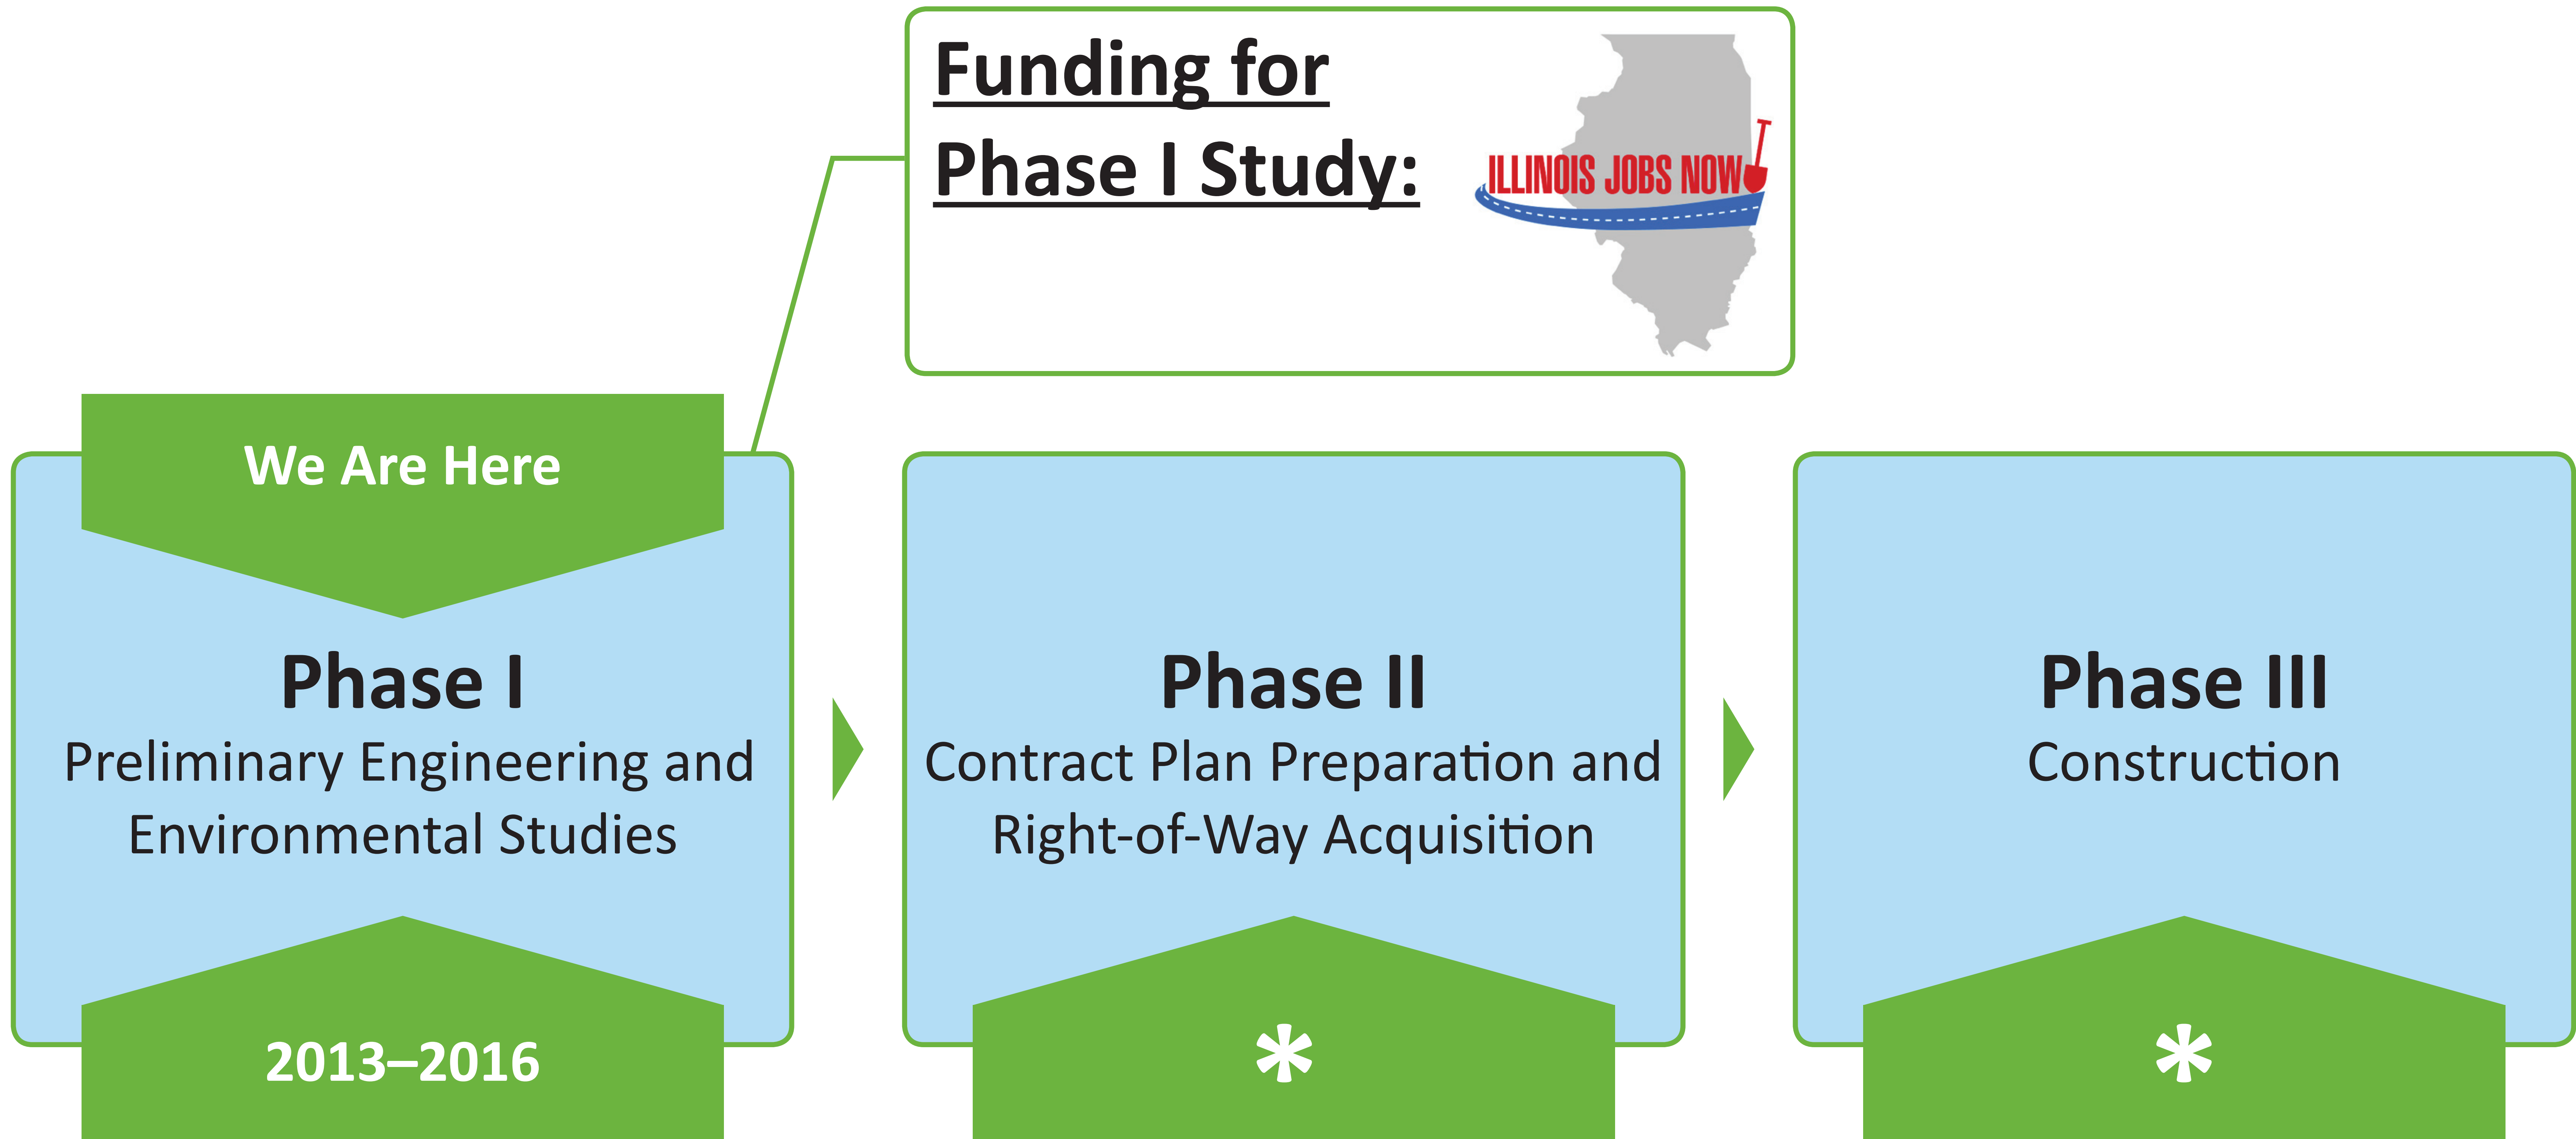 Funding for
Phase I Study:
ILLINOIS JOBS NOW
We Are Here
Phase I
Preliminary Engineering and
Environmental Studies
2013–2016
Phase II
Contract Plan Preparation and
Right-of-Way Acquisition
*
Phase III
Construction
*